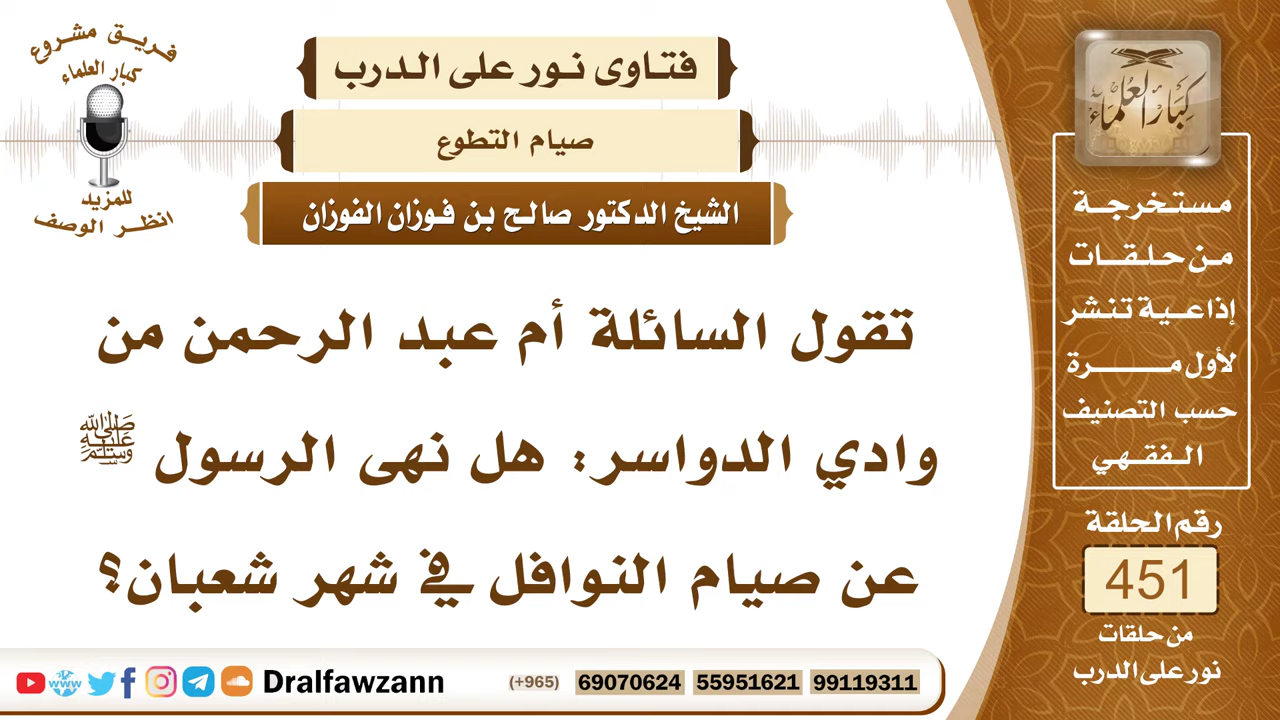 فريق مشروع
كبار العلماء
للمزيد
انظر الوصف
فتاوى نور على الدرب
صيام التطوع
الشيخ الدكتور صالح بن فوزان الفوزان
تقول السائلة أم عبد الرحمن من
وادي الدواسر: هل نهى الرسول ﷺ
عن صيام النوافل في شهر شعبان؟
كبار العلماء
مستخرجة
من حلقات
إذاعية تنشر
لأول مرة
حسب التصنيف
الفقهي
رقم الحلقة
451
من حلقات
نور على الدرب
www Dralfawzann (+965) 69070624 55951621 99119311